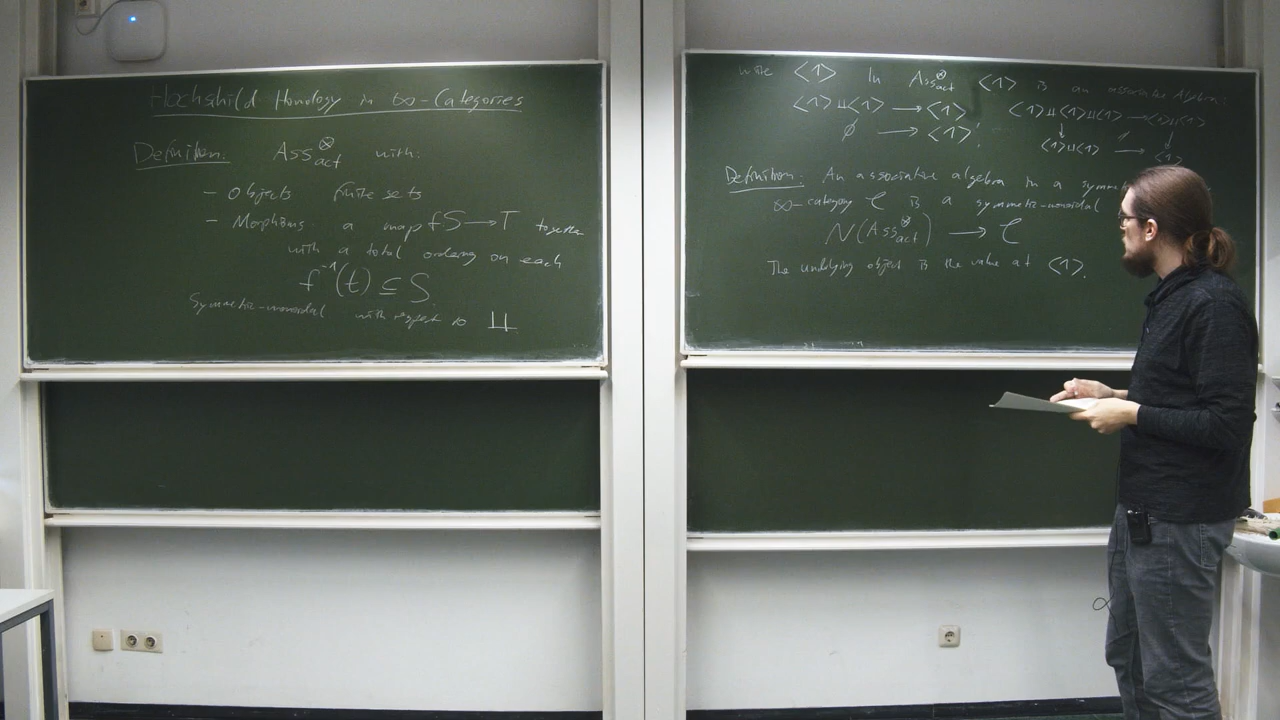 Hochschild Homology in ∞-Categories
Definition. Ass^⊗_act with:
- Objects finite sets
- Morphisms a map f S → T together
with a total ordering on each
f^{-1}(t) ⊆ S
Symmetric-monoidal with respect to ⨿
write <1> In Ass^⊗_act <1> is an associative Algebra:
<1>⨿<1> → <1> <1>⨿<1>⨿<1> → <1>⨿<1>
∅ → <1>! <1>⨿<1> → <1>
Definition: An associative algebra in a symmetric
∞-category C is a symmetric-monoidal
N(Ass^⊗_act) → C
The underlying object is the value at <1>.